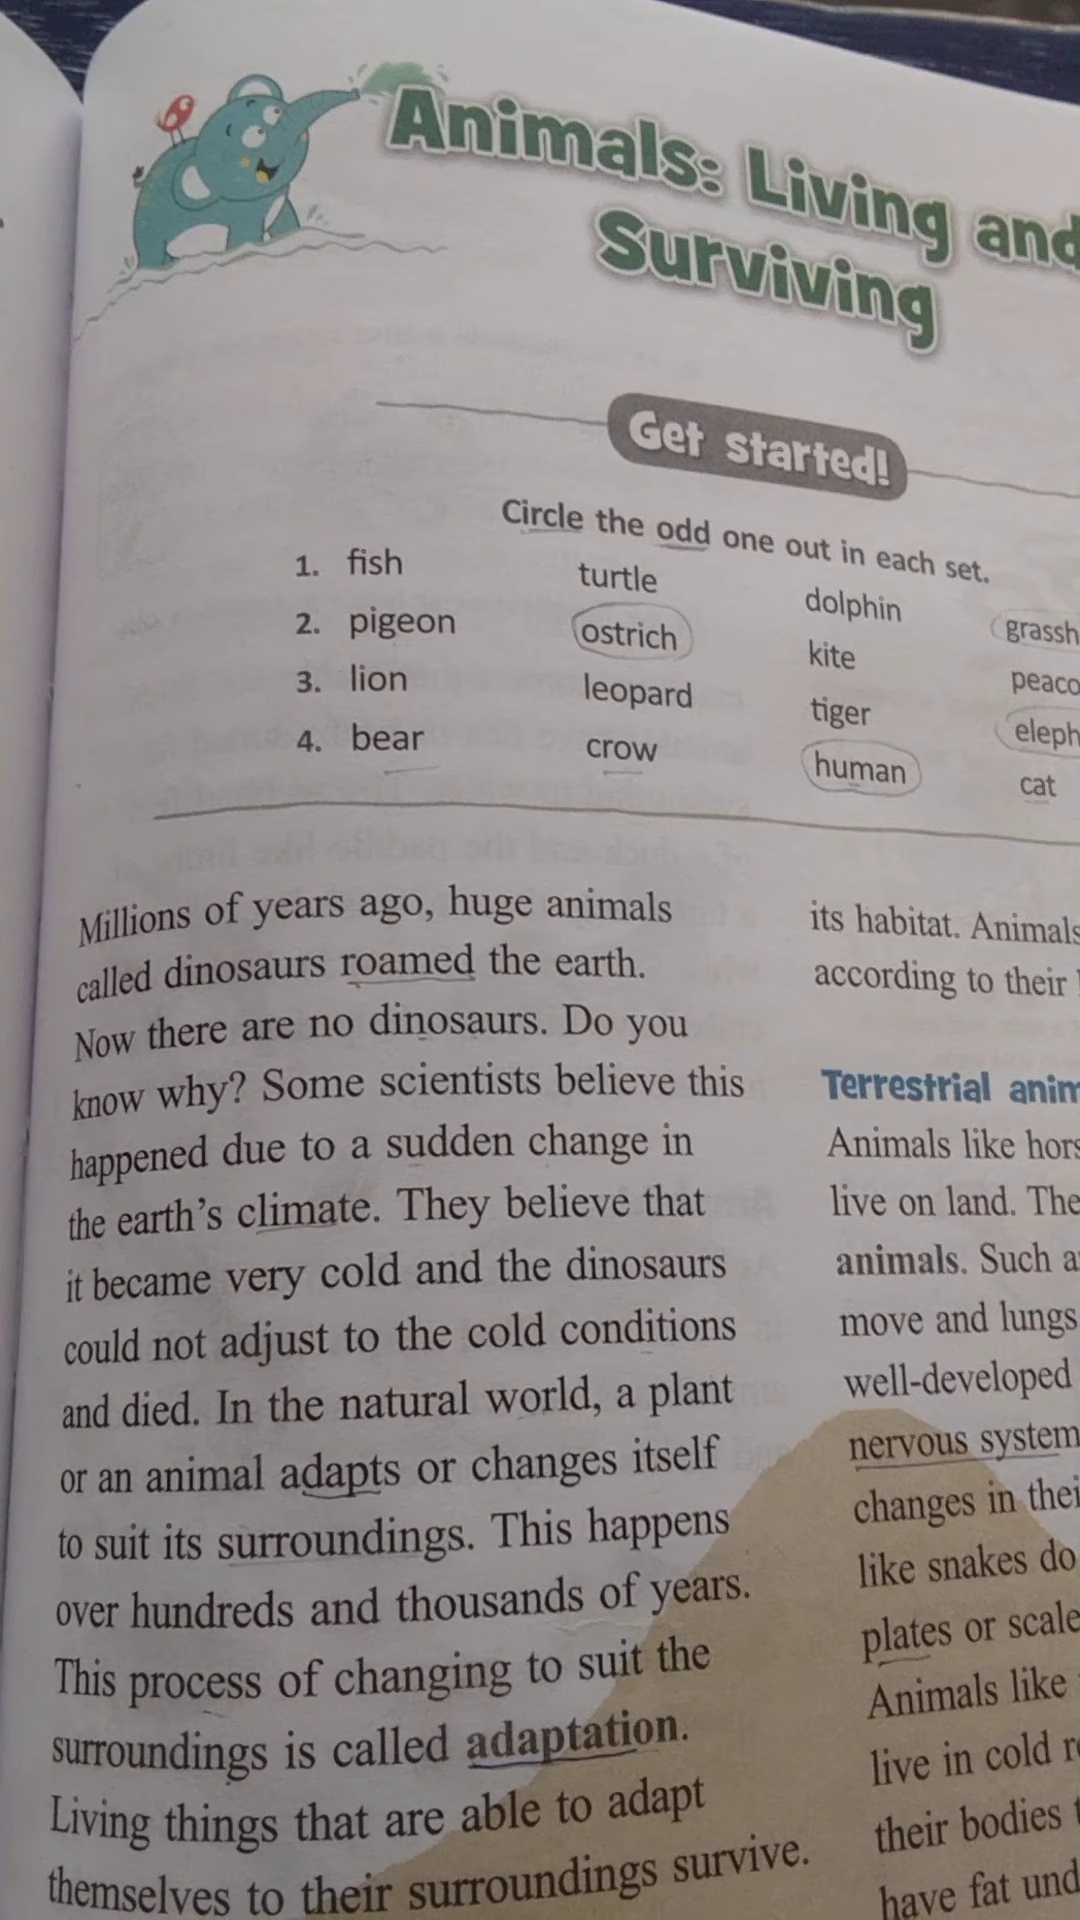 Animals: Living and
Surviving
Get started!
Circle the odd one out in each set.
1. fish turtle dolphin grassh
2. pigeon ostrich kite peaco
3. lion leopard tiger eleph
4. bear crow human cat
Millions of years ago, huge animals
called dinosaurs roamed the earth.
Now there are no dinosaurs. Do you
know why? Some scientists believe this
happened due to a sudden change in
the earth's climate. They believe that
it became very cold and the dinosaurs
could not adjust to the cold conditions
and died. In the natural world, a plant
or an animal adapts or changes itself
to suit its surroundings. This happens
over hundreds and thousands of years.
This process of changing to suit the
surroundings is called adaptation.
Living things that are able to adapt
themselves to their surroundings survive.
its habitat. Animals
according to their
Terrestrial anim
Animals like hors
live on land. The
animals. Such a
move and lungs
well-developed
nervous system
changes in thei
like snakes do
plates or scale
Animals like
live in cold r
their bodies
have fat und